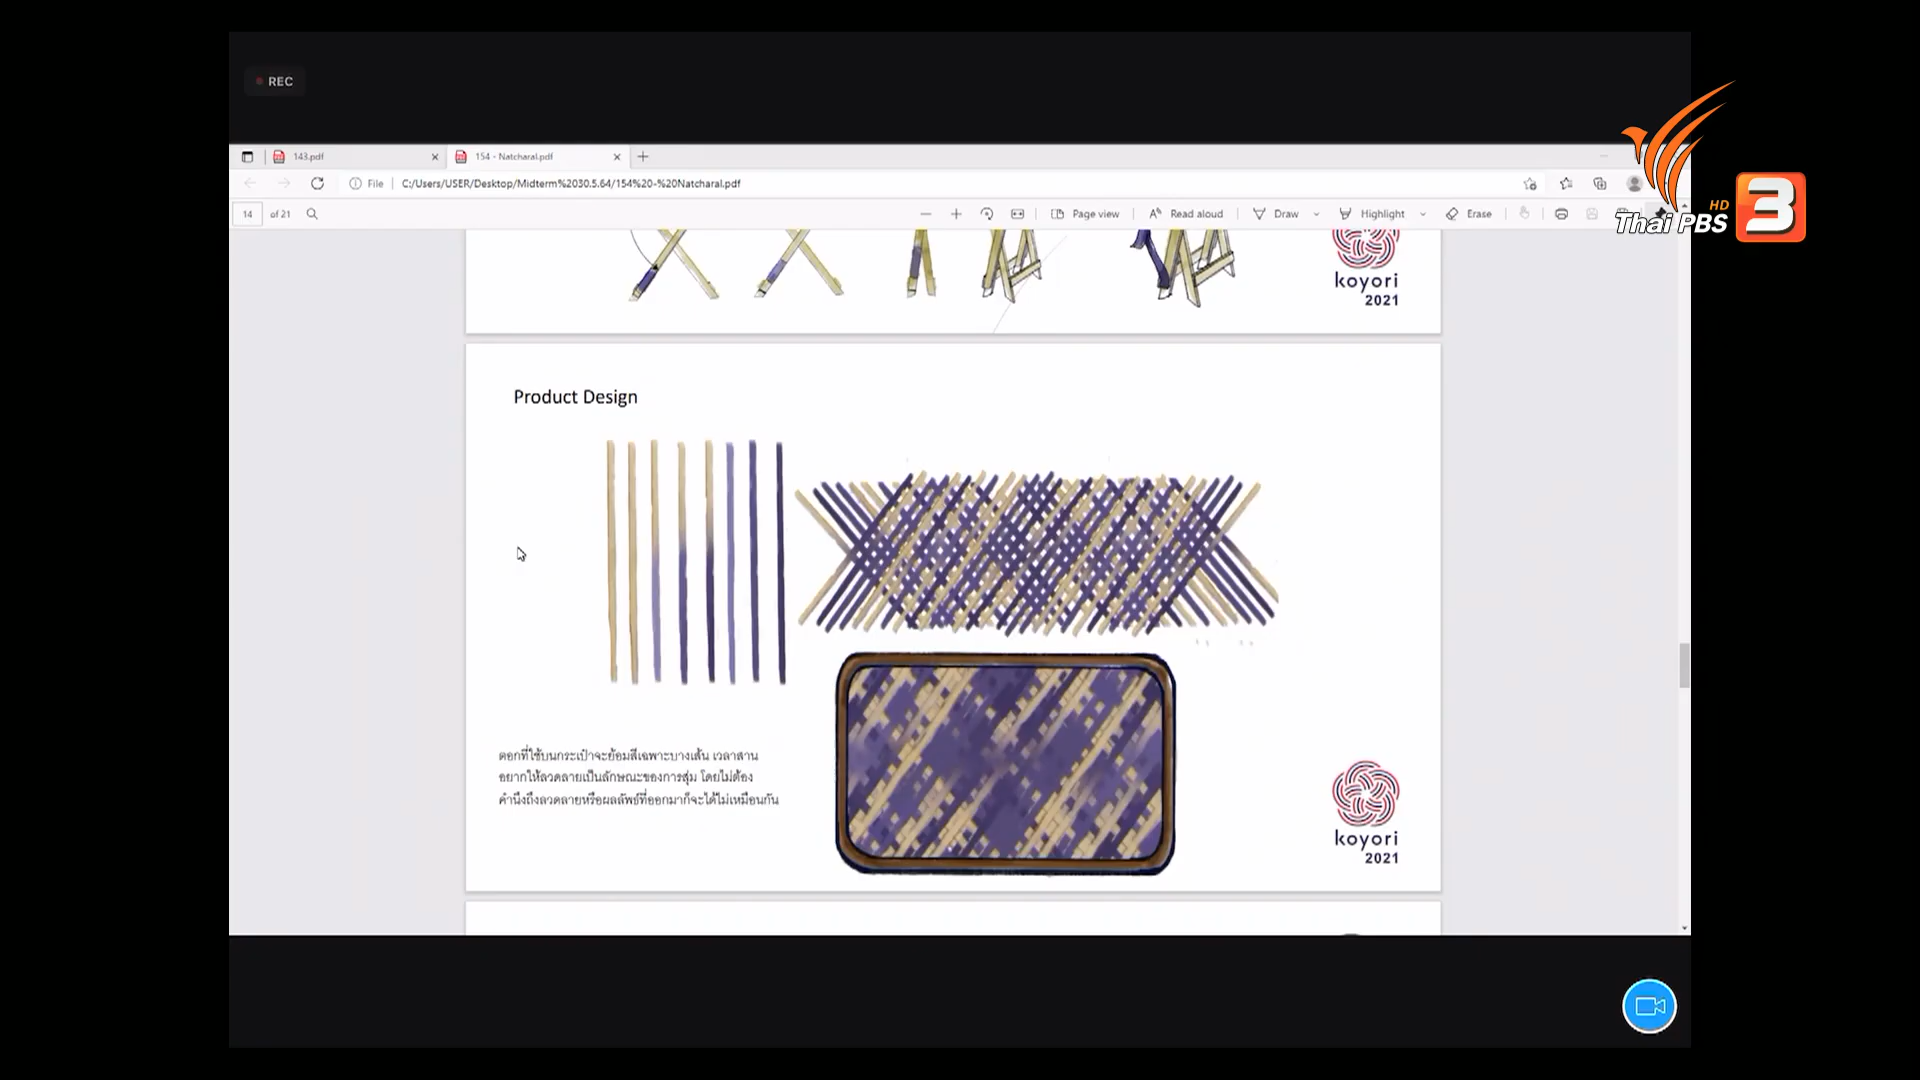 REC
143.pdf
154 - Natcharal.pdf
File
C:/Users/USER/Desktop/Midterm%2030.5.64/154%20-%20Natcharal.pdf
14 of 21
Page view
Read aloud
Draw
Highlight
Erase
HD
Thai PBS
3
koyori
2021
Product Design
ตอกที่ใช้บนกระเป๋าจะย้อมสีเฉพาะบางเส้น เวลาสาน
อยากให้ลวดลายเป็นลักษณะของการสุ่ม โดยไม่ต้อง
คำนึงถึงลวดลายหรือผลลัพธ์ที่ออกมาก็จะได้ไม่เหมือนกัน
koyori
2021